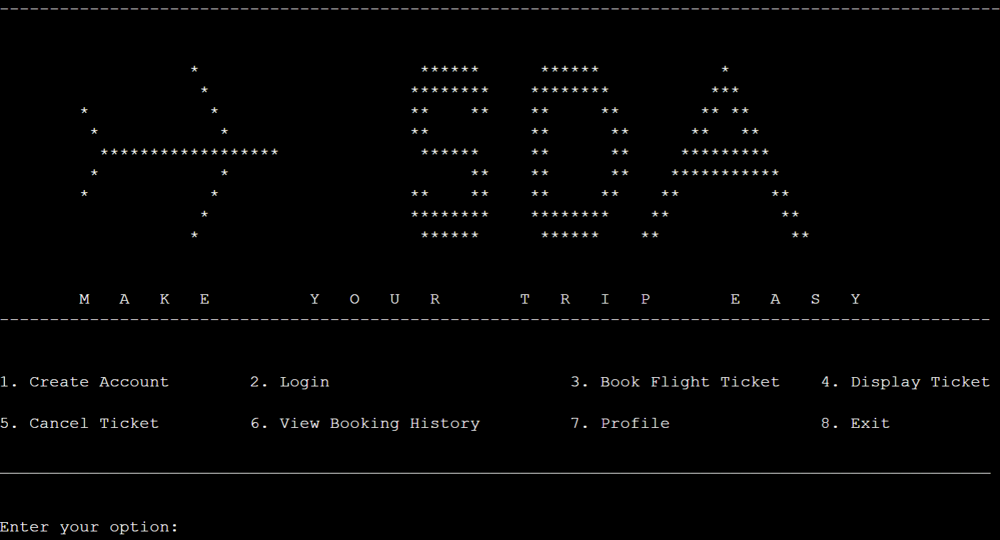 SDA
M A K E Y O U R T R I P E A S Y
1. Create Account 2. Login 3. Book Flight Ticket 4. Display Ticket
5. Cancel Ticket 6. View Booking History 7. Profile 8. Exit
Enter your option: